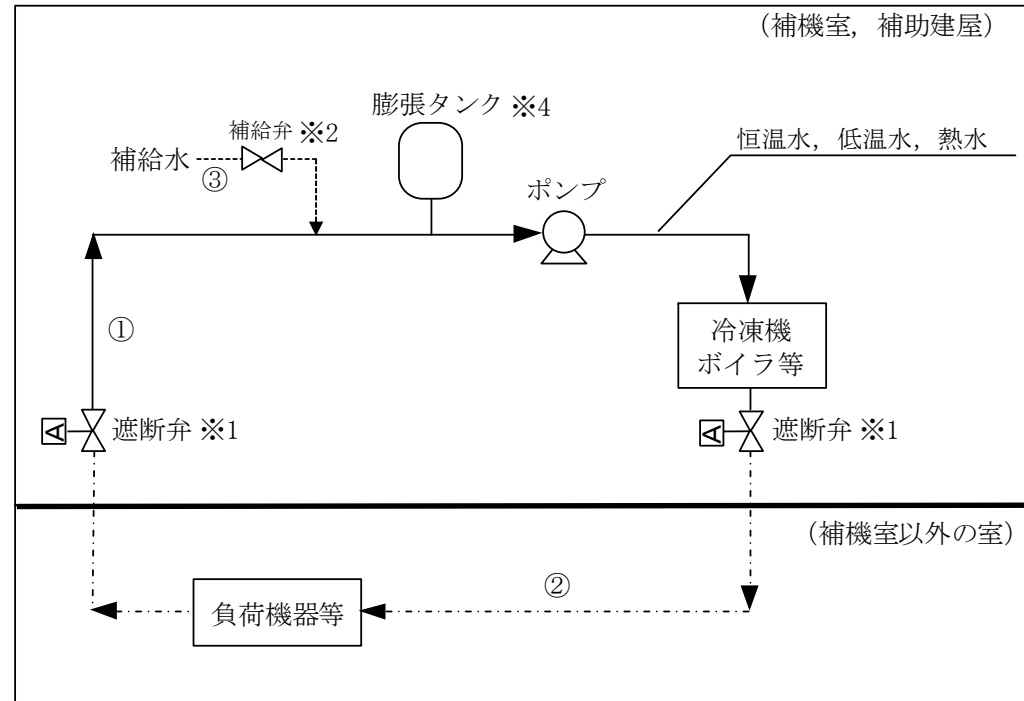 （補機室，補助建屋）
膨張タンク ※4
補給弁 ※2
恒温水，低温水，熱水
補給水
③
ポンプ
①
冷凍機
ボイラ等
A
遮断弁 ※1
A
遮断弁 ※1
（補機室以外の室）
②
負荷機器等